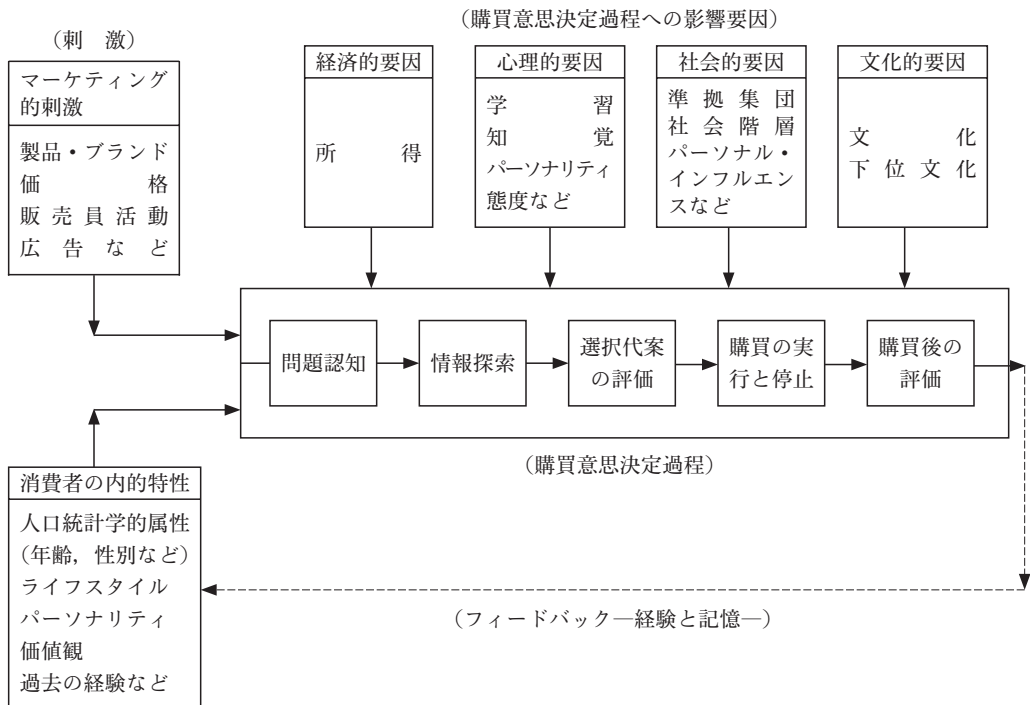 (購買意思決定過程への影響要因)
(刺 激)
マーケティング
的刺激
製品・ブランド
価格
販売員活動
広告など
経済的要因
所得
心理的要因
学習
知覚
パーソナリティ
態度など
社会的要因
準拠集団
社会階層
パーソナル・
インフルエン
スなど
文化的要因
文化
下位文化
問題認知
情報探索
選択代案
の評価
購買の実
行と停止
購買後の
評価
(購買意思決定過程)
消費者の内的特性
人口統計学的属性
(年齢,性別など)
ライフスタイル
パーソナリティ
価値観
過去の経験など
(フィードバック―経験と記憶―)